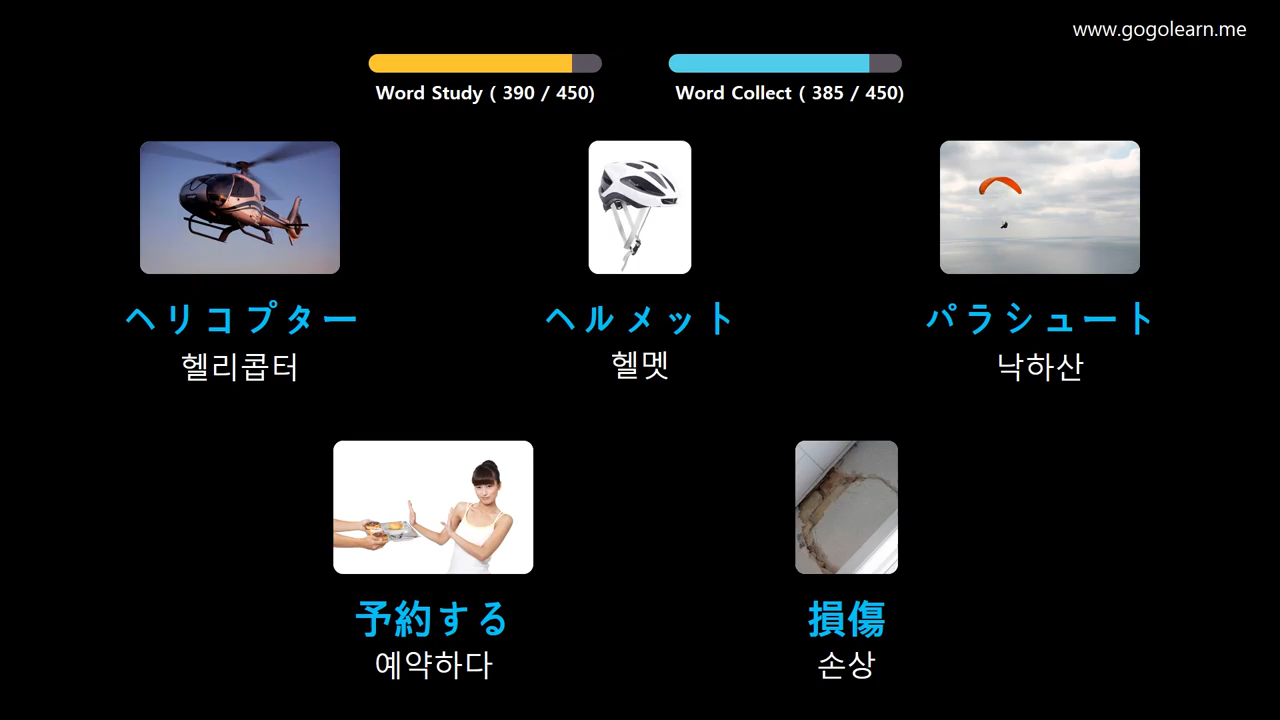 www.gogolearn.me
Word Study ( 390 / 450)
Word Collect ( 385 / 450)
ヘリコプター
헬리콥터
ヘルメット
헬멧
パラシュート
낙하산
予約する
예약하다
損傷
손상